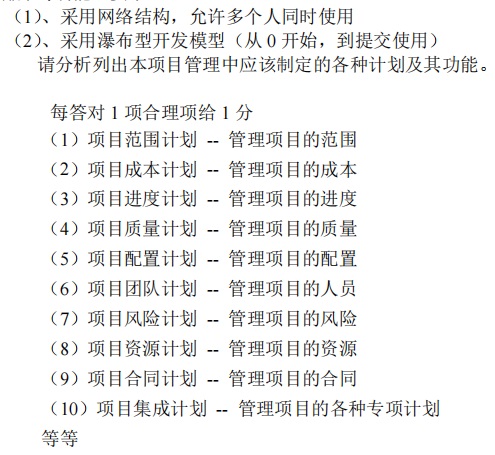 （1）、采用网络结构，允许多个人同时使用
（2）、采用瀑布型开发模型（从 0 开始，到提交使用）
请分析列出本项目管理中应该制定的各种计划及其功能。
每答对 1 项合理项给 1 分
（1）项目范围计划 -- 管理项目的范围
（2）项目成本计划 -- 管理项目的成本
（3）项目进度计划 -- 管理项目的进度
（4）项目质量计划 -- 管理项目的质量
（5）项目配置计划 -- 管理项目的配置
（6）项目团队计划 -- 管理项目的人员
（7）项目风险计划 -- 管理项目的风险
（8）项目资源计划 -- 管理项目的资源
（9）项目合同计划 -- 管理项目的合同
（10）项目集成计划 -- 管理项目的各种专项计划
等等